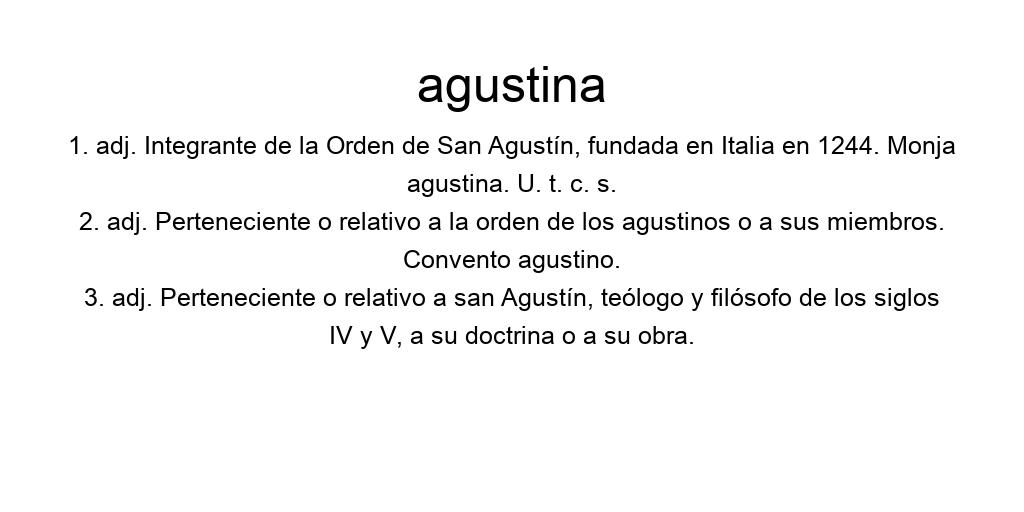 agustina
1. adj. Integrante de la Orden de San Agustín, fundada en Italia en 1244. Monja
agustina. U. t. c. s.
2. adj. Perteneciente o relativo a la orden de los agustinos o a sus miembros.
Convento agustino.
3. adj. Perteneciente o relativo a san Agustín, teólogo y filósofo de los siglos
IV y V, a su doctrina o a su obra.